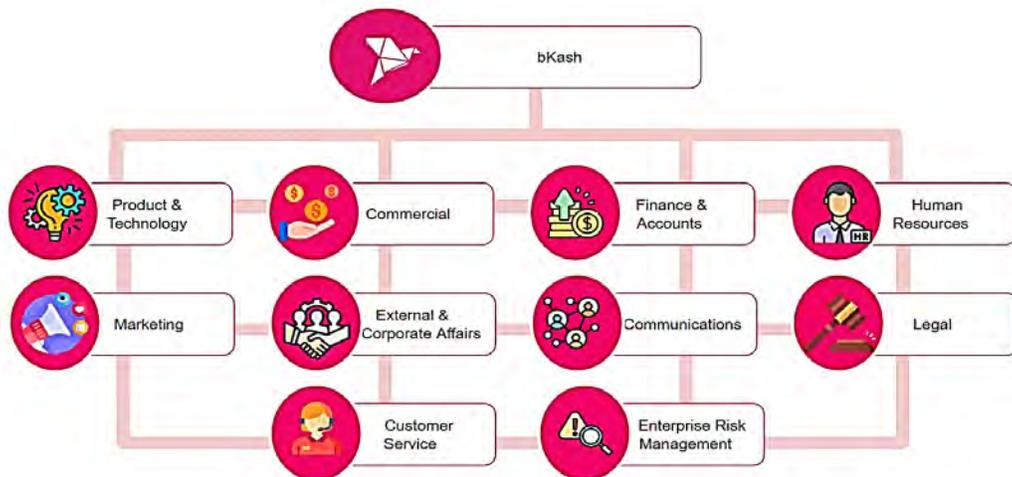 bKash
Product &
Technology
Commercial
Finance &
Accounts
Human
Resources
HR
Marketing
External &
Corporate Affairs
Communications
Legal
Customer
Service
Enterprise Risk
Management